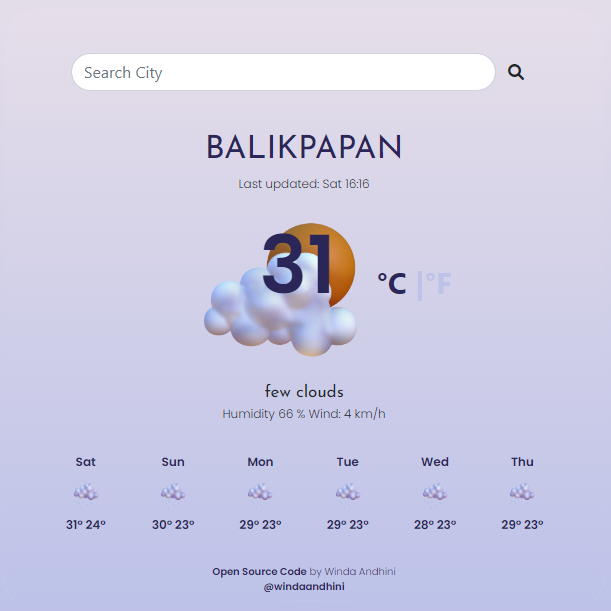 Search City
BALIKPAPAN
Last updated: Sat 16:16
31
°C |°F
few clouds
Humidity 66 % Wind: 4 km/h
Sat Sun Mon Tue Wed Thu
31° 24° 30° 23° 29° 23° 29° 23° 28° 23° 29° 23°
Open Source Code by Winda Andhini
@windaandhini